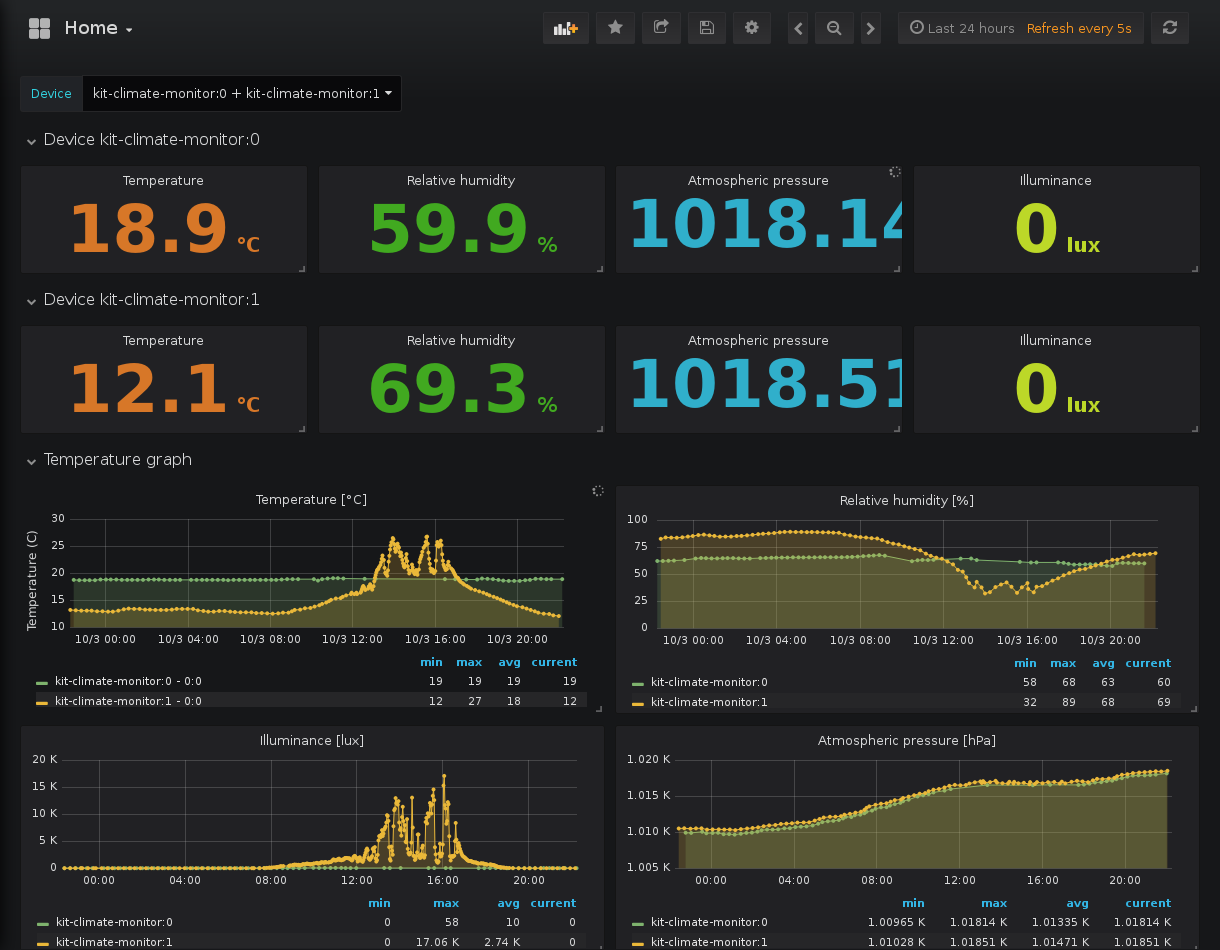 Home
Last 24 hours Refresh every 5s
Device kit-climate-monitor:0 + kit-climate-monitor:1
Device kit-climate-monitor:0
Temperature Relative humidity Atmospheric pressure Illuminance
18.9 °C 59.9 % 1018.14 0 lux
Device kit-climate-monitor:1
Temperature Relative humidity Atmospheric pressure Illuminance
12.1 °C 69.3 % 1018.51 0 lux
Temperature graph
Temperature [°C]
Temperature (C)
30
25
20
15
10
10/3 00:00 10/3 04:00 10/3 08:00 10/3 12:00 10/3 16:00 10/3 20:00
min max avg current
kit-climate-monitor:0 - 0:0 19 19 19 19
kit-climate-monitor:1 - 0:0 12 27 18 12
Relative humidity [%]
100
75
50
25
0
10/3 00:00 10/3 04:00 10/3 08:00 10/3 12:00 10/3 16:00 10/3 20:00
min max avg current
kit-climate-monitor:0 58 68 63 60
kit-climate-monitor:1 32 89 68 69
Illuminance [lux]
20 K
15 K
10 K
5 K
0
00:00 04:00 08:00 12:00 16:00 20:00
min max avg current
kit-climate-monitor:0 0 58 10 0
kit-climate-monitor:1 0 17.06 K 2.74 K 0
Atmospheric pressure [hPa]
1.020 K
1.015 K
1.010 K
1.005 K
00:00 04:00 08:00 12:00 16:00 20:00
min max avg current
kit-climate-monitor:0 1.00965 K 1.01814 K 1.01335 K 1.01814 K
kit-climate-monitor:1 1.01028 K 1.01851 K 1.01471 K 1.01851 K